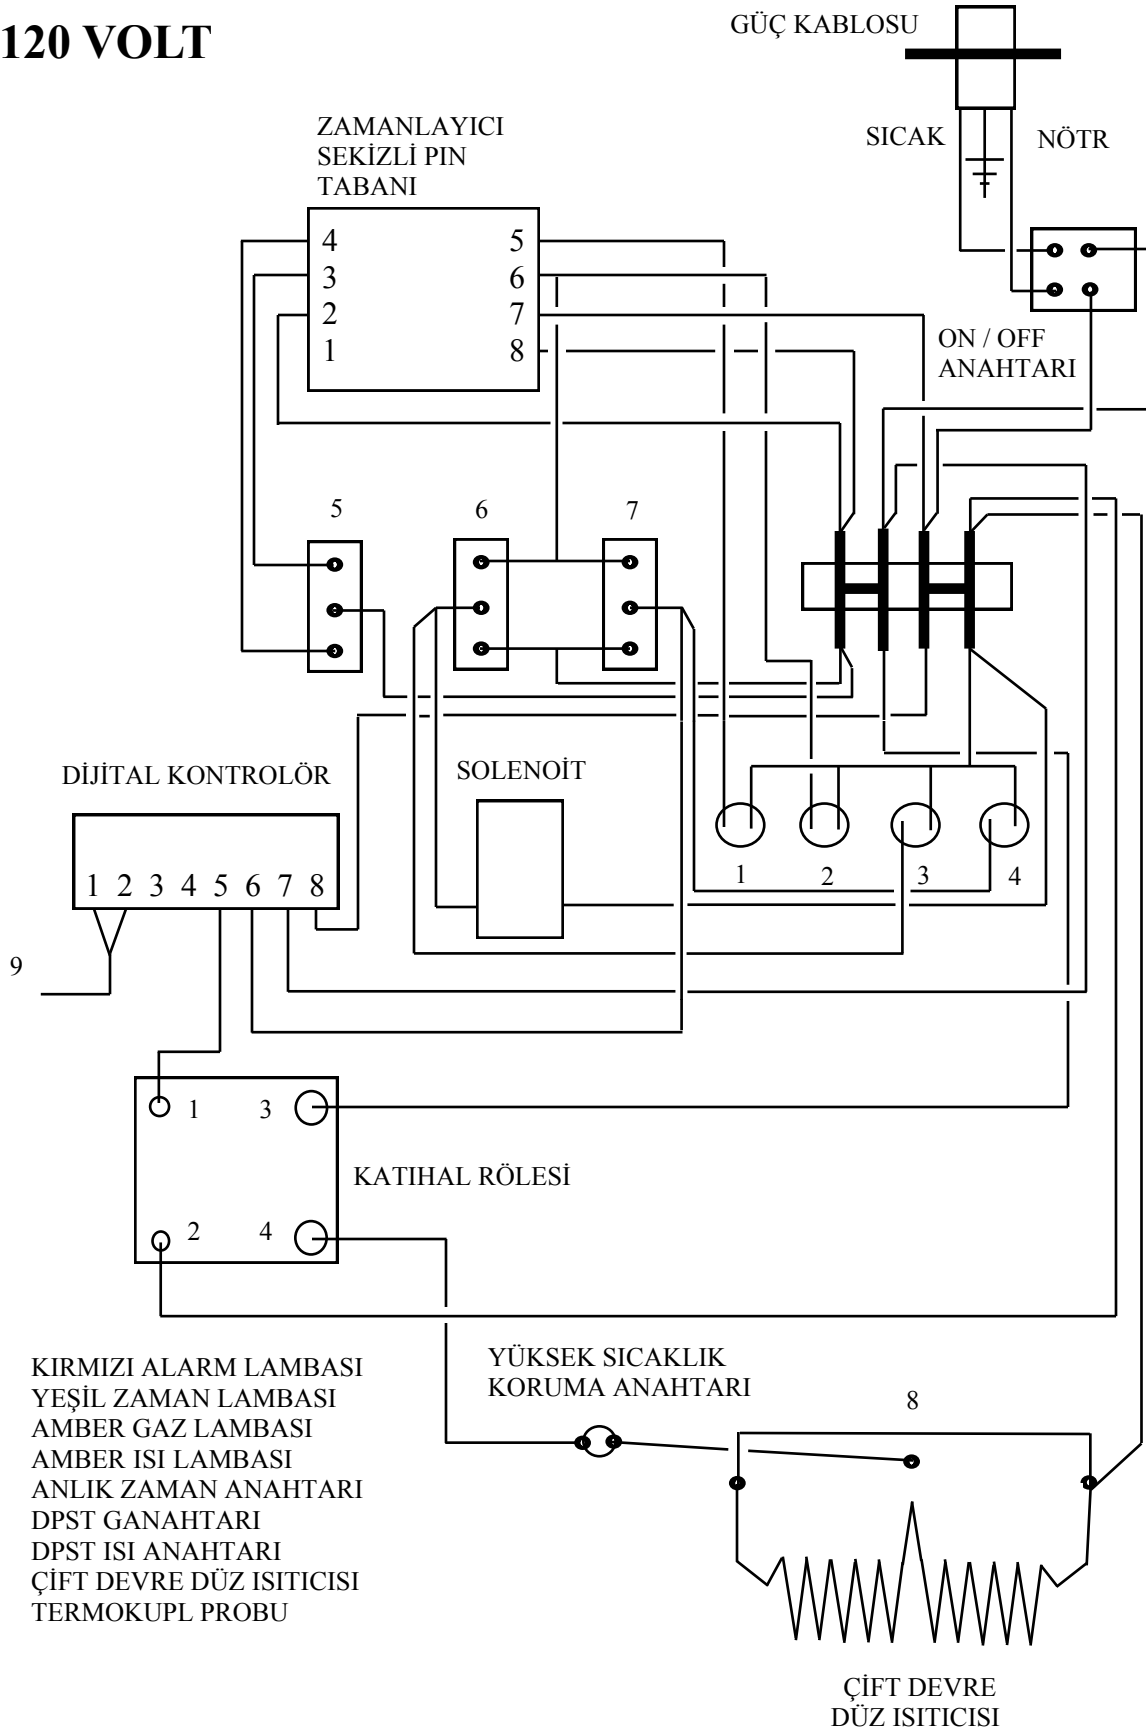 120 VOLT
GÜÇ KABLOSU
SICAK
NÖTR
ZAMANLAYICI
SEKİZLİ PIN
TABANI
4
5
3
6
2
7
1
8
ON / OFF
ANAHTARI
5
6
7
DİJİTAL KONTROLÖR
SOLENOİT
1 2 3 4 5 6 7 8
1
2
3
4
9
1
3
KATIHAL RÖLESİ
2
4
KIRMIZI ALARM LAMBASI
YEŞİL ZAMAN LAMBASI
AMBER GAZ LAMBASI
AMBER ISI LAMBASI
ANLIK ZAMAN ANAHTARI
DPST GANAHTARI
DPST ISI ANAHTARI
ÇİFT DEVRE DÜZ ISITICISI
TERMOKUPL PROBU
YÜKSEK SICAKLIK
KORUMA ANAHTARI
8
ÇİFT DEVRE
DÜZ ISITICISI